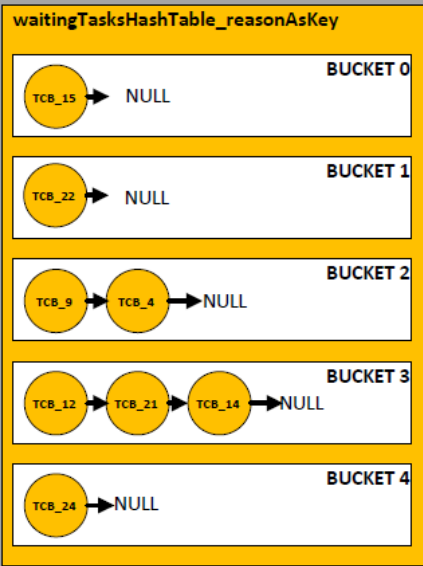 waitingTasksHashTable_reasonAsKey
BUCKET 0
TCB_15 NULL
BUCKET 1
TCB_22 NULL
BUCKET 2
TCB_9 TCB_4 NULL
BUCKET 3
TCB_12 TCB_21 TCB_14 NULL
BUCKET 4
TCB_24 NULL